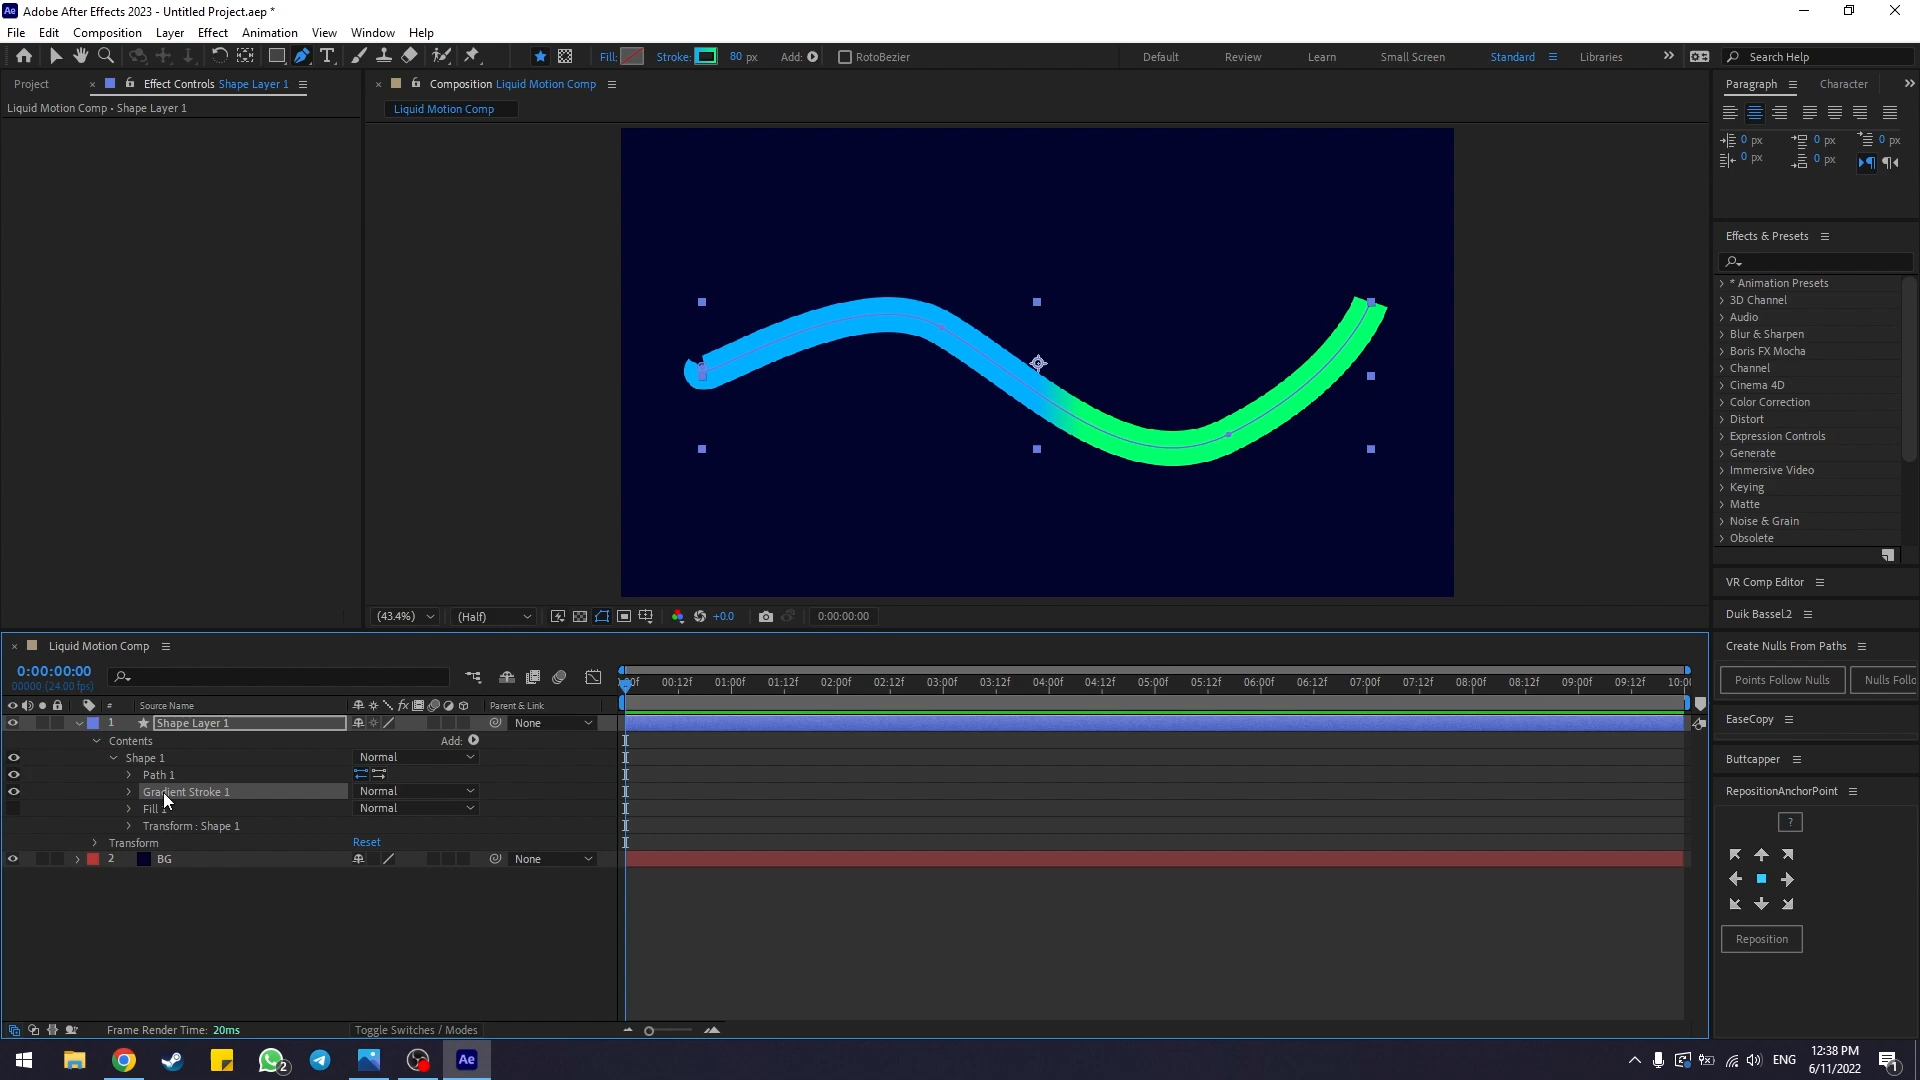 Ae Adobe After Effects 2023 - Untitled Project.aep *
File Edit Composition Layer Effect Animation View Window Help
Fill: Stroke: 80 px Add: RotoBezier Default Review Learn Small Screen Standard Libraries Search Help
Project Effect Controls Shape Layer 1
Liquid Motion Comp • Shape Layer 1
Composition Liquid Motion Comp
Liquid Motion Comp
(43.4%) (Half) +0.0 0:00:00:00
Paragraph Character
0 px 0 px 0 px
0 px 0 px
Effects & Presets
* Animation Presets
3D Channel
Audio
Blur & Sharpen
Boris FX Mocha
Channel
Cinema 4D
Color Correction
Distort
Expression Controls
Generate
Immersive Video
Keying
Matte
Noise & Grain
Obsolete
VR Comp Editor
Duik Bassel.2
Create Nulls From Paths
Points Follow Nulls Nulls Follo
EaseCopy
Buttcapper
RepositionAnchorPoint
?
Reposition
Liquid Motion Comp
0:00:00:00
00000 (24.00 fps)
00f 00:12f 01:00f 01:12f 02:00f 02:12f 03:00f 03:12f 04:00f 04:12f 05:00f 05:12f 06:00f 06:12f 07:00f 07:12f 08:00f 08:12f 09:00f 09:12f 10:00
# Source Name fx Parent & Link
1 Shape Layer 1 None
Contents Add:
Shape 1 Normal
Path 1
Gradient Stroke 1 Normal
Fill 1 Normal
Transform : Shape 1
Transform Reset
2 BG None
Frame Render Time: 20ms Toggle Switches / Modes
2 Ae ENG 12:38 PM
6/11/2022 1